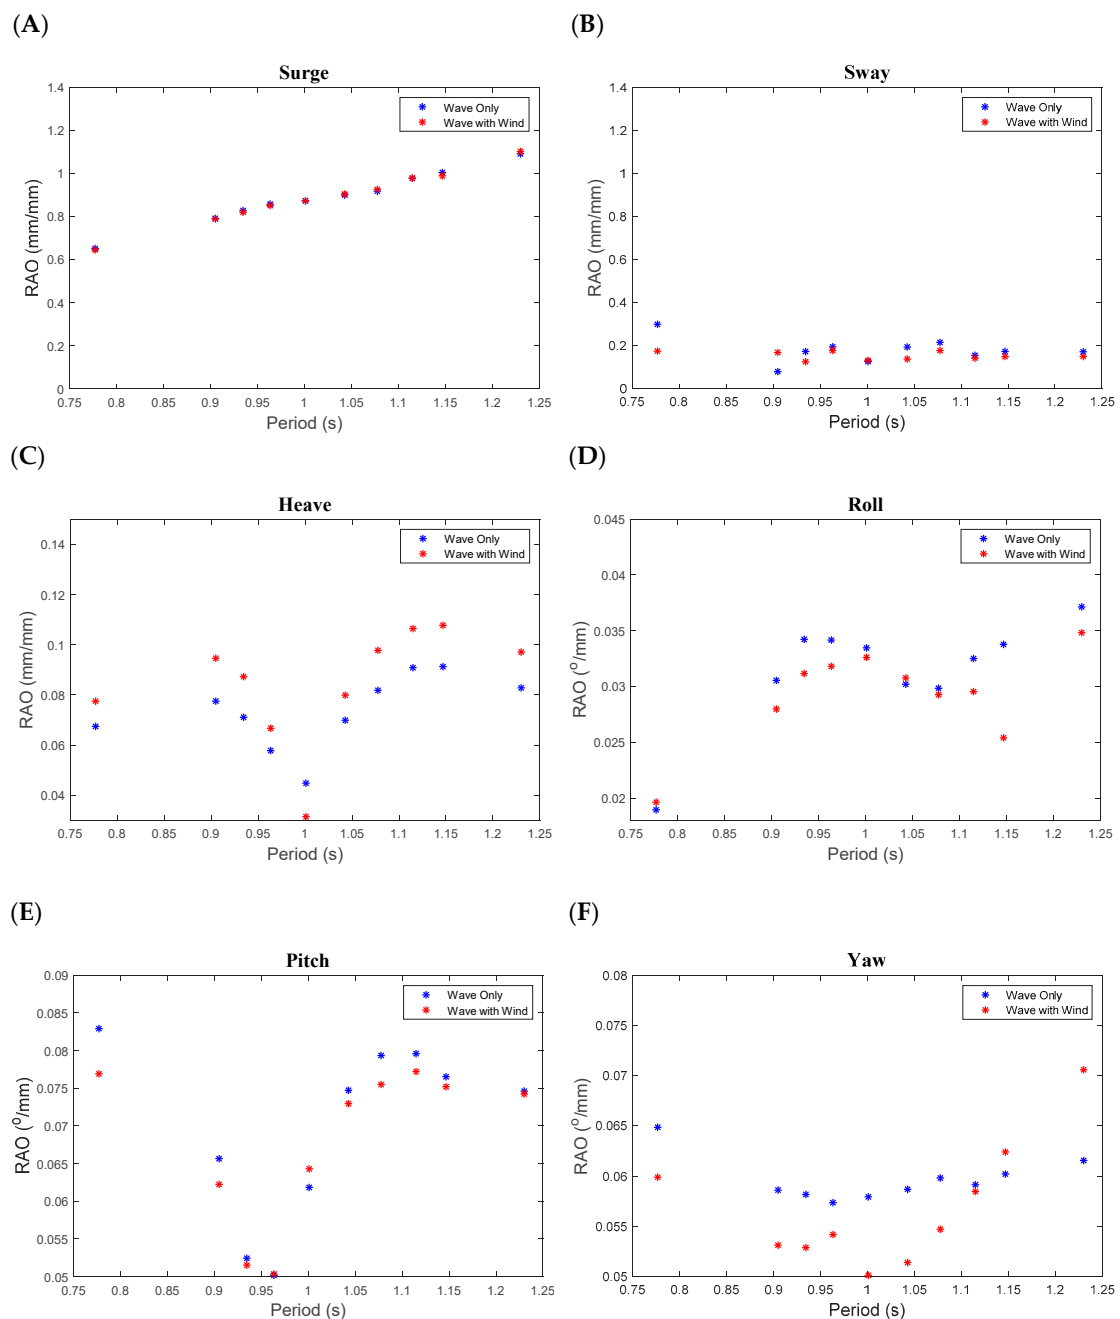 (A)
Surge
1.4
1.2
1
0.8
0.6
0.4
0.2
0
0.75 0.8 0.9 0.95 1 1.05 1.1 1.15 1.2 1.25
Period (s)
RAO (mm/mm)
Wave Only
Wave with Wind
(B)
Sway
1.4
1.2
1
0.8
0.6
0.4
0.2
0
0.75 0.8 0.9 0.95 1 1.05 1.1 1.15 1.2 1.25
Period (s)
RAO (mm/mm)
Wave Only
Wave with Wind
(C)
Heave
0.14
0.12
0.1
0.08
0.06
0.04
0.75 0.8 0.9 0.95 1 1.05 1.1 1.15 1.2 1.25
Period (s)
RAO (mm/mm)
Wave Only
Wave with Wind
(D)
Roll
0.045
0.04
0.035
0.03
0.025
0.02
0.75 0.8 0.9 0.95 1 1.05 1.1 1.15 1.2 1.25
Period (s)
RAO (°/mm)
Wave Only
Wave with Wind
(E)
Pitch
0.09
0.085
0.08
0.075
0.07
0.065
0.06
0.055
0.05
0.75 0.8 0.9 0.95 1 1.05 1.1 1.15 1.2 1.25
Period (s)
RAO (°/mm)
Wave Only
Wave with Wind
(F)
Yaw
0.08
0.075
0.07
0.065
0.06
0.055
0.05
0.75 0.8 0.9 0.95 1 1.05 1.1 1.15 1.2 1.25
Period (s)
RAO (°/mm)
Wave Only
Wave with Wind